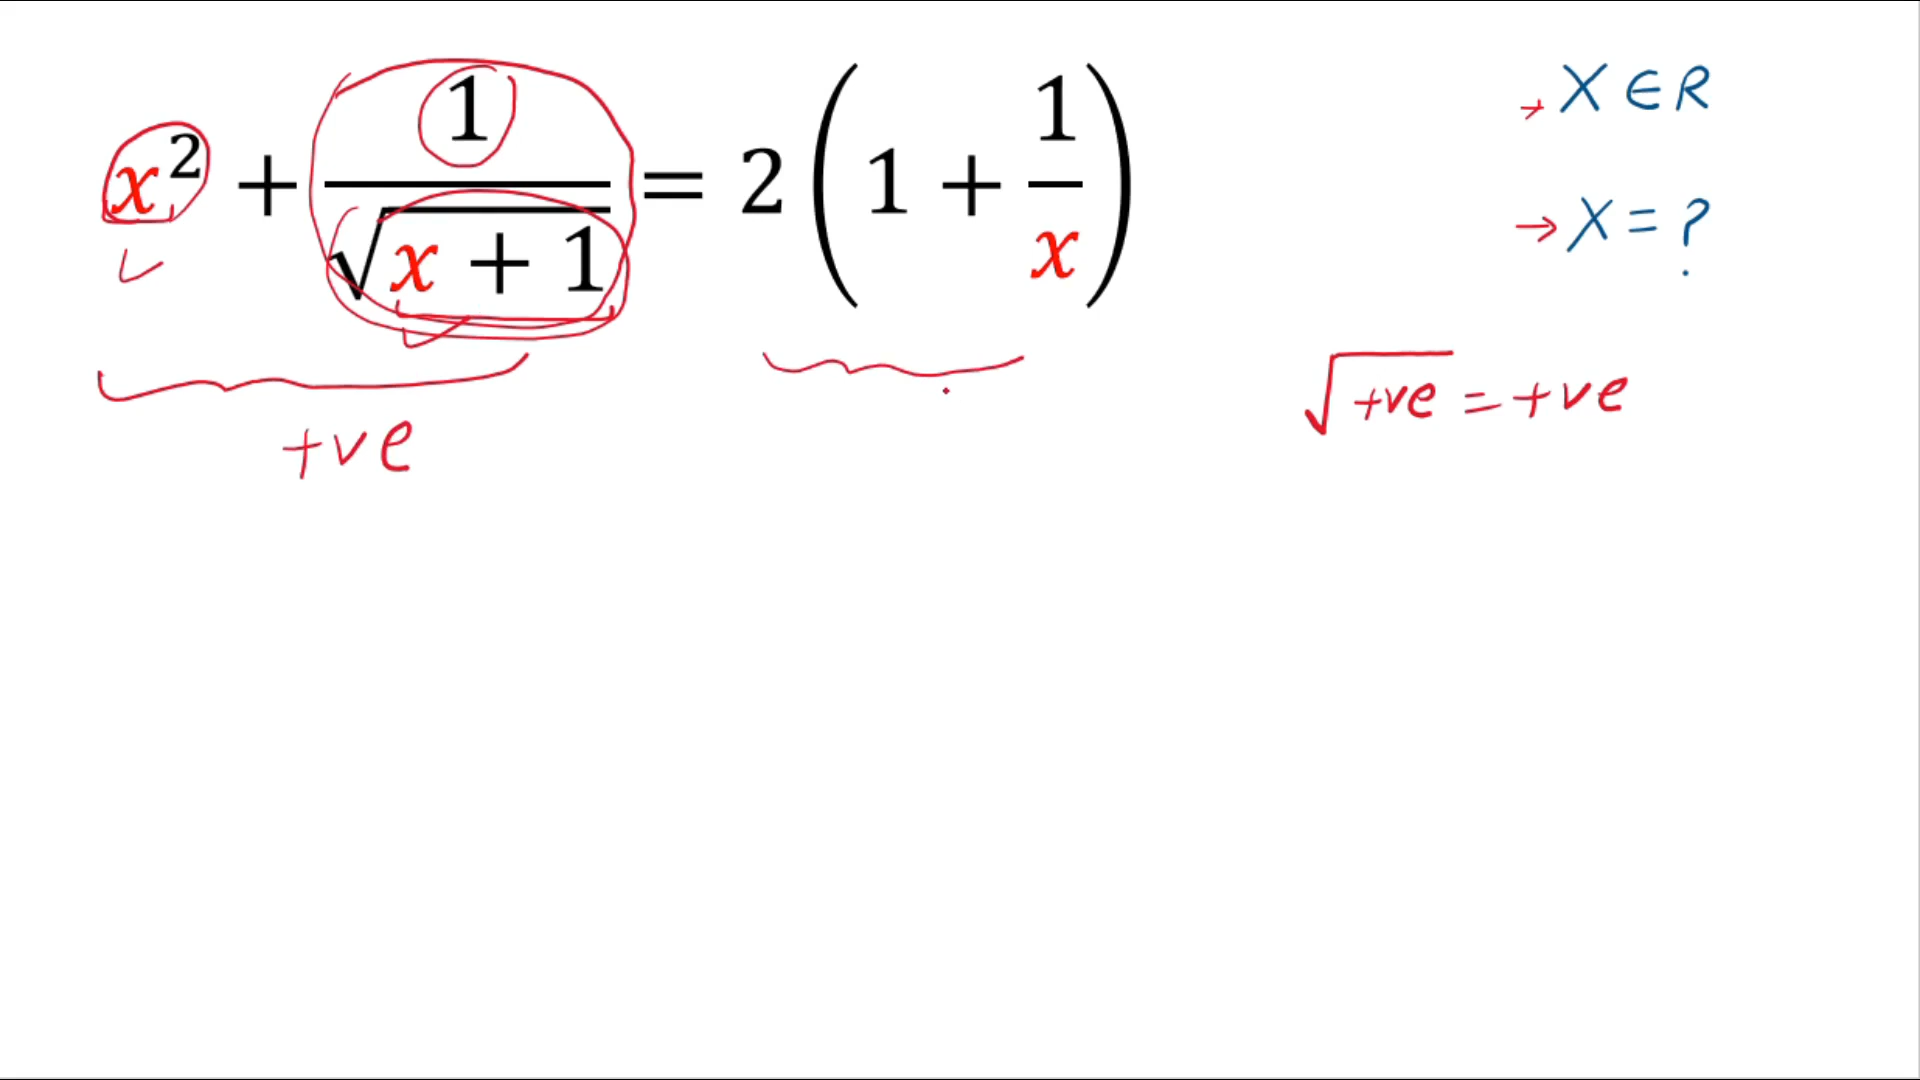 x² + 1/√(x + 1) = 2(1 + 1/x)
→ X ∈ R
→ X = ?
√+ve = +ve
+ve